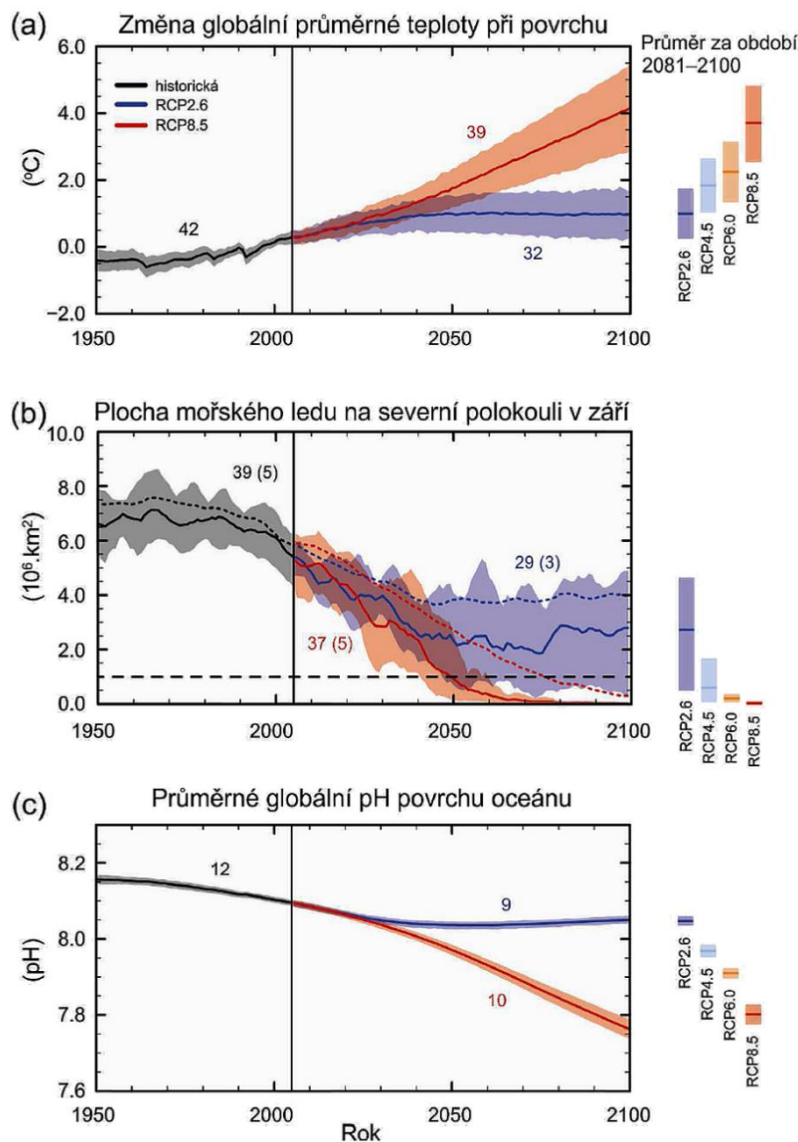 (a) Změna globální průměrné teploty při povrchu
Průměr za období
2081–2100
6.0
4.0
2.0
0.0
−2.0
(°C)
historická
RCP2.6
RCP8.5
42
39
32
1950
2000
2050
2100
RCP2.6
RCP4.5
RCP6.0
RCP8.5
(b) Plocha mořského ledu na severní polokouli v září
10.0
8.0
6.0
4.0
2.0
0.0
(10⁶.km²)
39 (5)
29 (3)
37 (5)
1950
2000
2050
2100
RCP2.6
RCP4.5
RCP6.0
RCP8.5
(c) Průměrné globální pH povrchu oceánu
8.2
8.0
7.8
7.6
(pH)
12
9
10
1950
2000
2050
2100
Rok
RCP2.6
RCP4.5
RCP6.0
RCP8.5